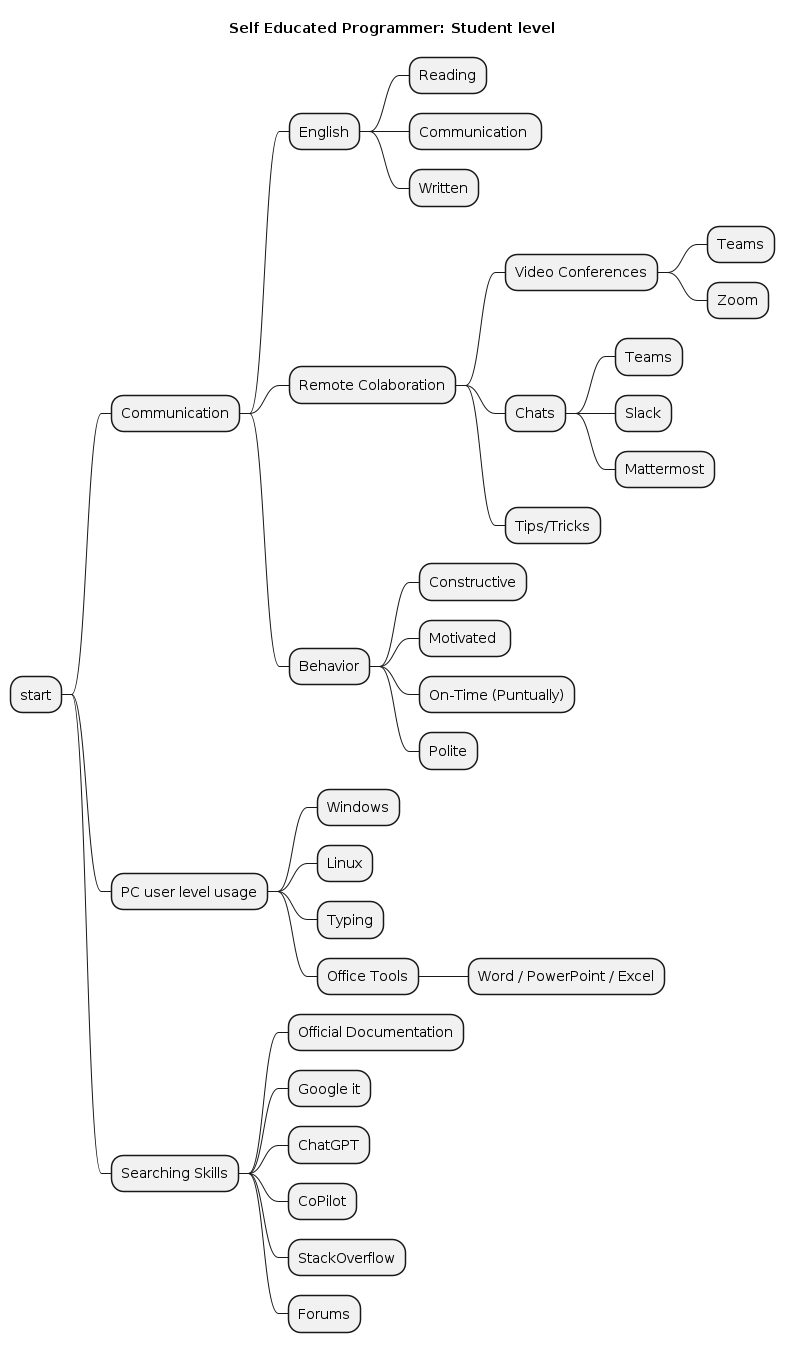 Self Educated Programmer: Student level
start
Communication
English
Reading
Communication
Written
Remote Colaboration
Video Conferences
Teams
Zoom
Chats
Teams
Slack
Mattermost
Tips/Tricks
Behavior
Constructive
Motivated
On-Time (Puntually)
Polite
PC user level usage
Windows
Linux
Typing
Office Tools
Word / PowerPoint / Excel
Searching Skills
Official Documentation
Google it
ChatGPT
CoPilot
StackOverflow
Forums